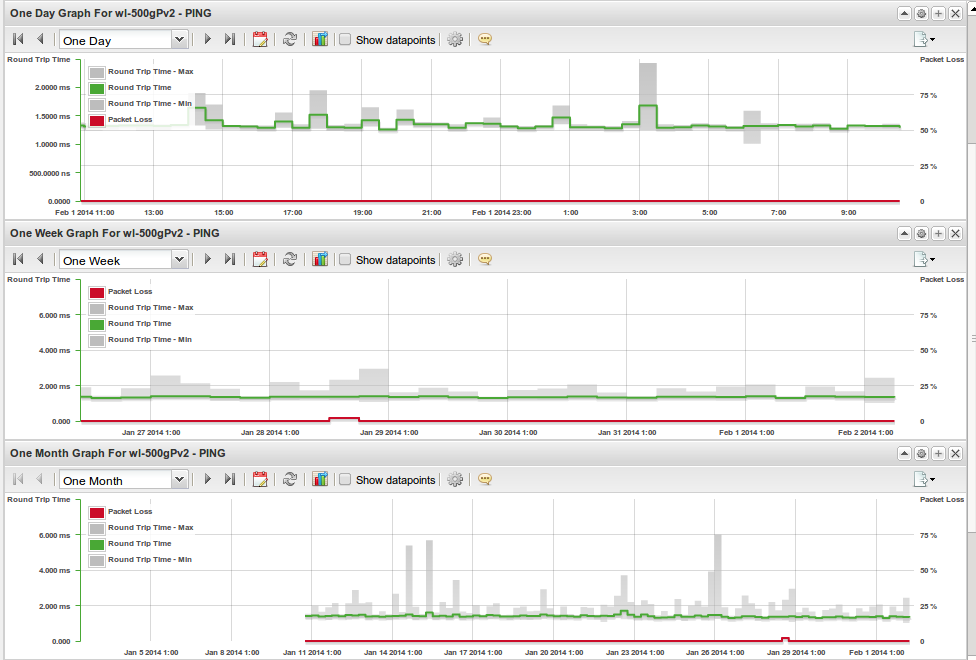 One Day Graph For wl-500gPv2 - PING
One Day Show datapoints
Round Trip Time Packet Loss
Round Trip Time - Max
2.0000 ms Round Trip Time 75 %
Round Trip Time - Min
1.5000 ms Packet Loss
50 %
1.0000 ms
500.0000 ns 25 %
0.0000 0
Feb 1 2014 11:00 13:00 15:00 17:00 19:00 21:00 Feb 1 2014 23:00 1:00 3:00 5:00 7:00 9:00
One Week Graph For wl-500gPv2 - PING
One Week Show datapoints
Round Trip Time Packet Loss
Packet Loss
Round Trip Time - Max
6.000 ms 75 %
Round Trip Time
Round Trip Time - Min
4.000 ms 50 %
2.000 ms 25 %
0.000 0
Jan 27 2014 1:00 Jan 28 2014 1:00 Jan 29 2014 1:00 Jan 30 2014 1:00 Jan 31 2014 1:00 Feb 1 2014 1:00 Feb 2 2014 1:00
One Month Graph For wl-500gPv2 - PING
One Month Show datapoints
Round Trip Time Packet Loss
Packet Loss
Round Trip Time - Max
6.000 ms 75 %
Round Trip Time
Round Trip Time - Min
4.000 ms 50 %
2.000 ms 25 %
0.000 0
Jan 5 2014 1:00 Jan 8 2014 1:00 Jan 11 2014 1:00 Jan 14 2014 1:00 Jan 17 2014 1:00 Jan 20 2014 1:00 Jan 23 2014 1:00 Jan 26 2014 1:00 Jan 29 2014 1:00 Feb 1 2014 1:00